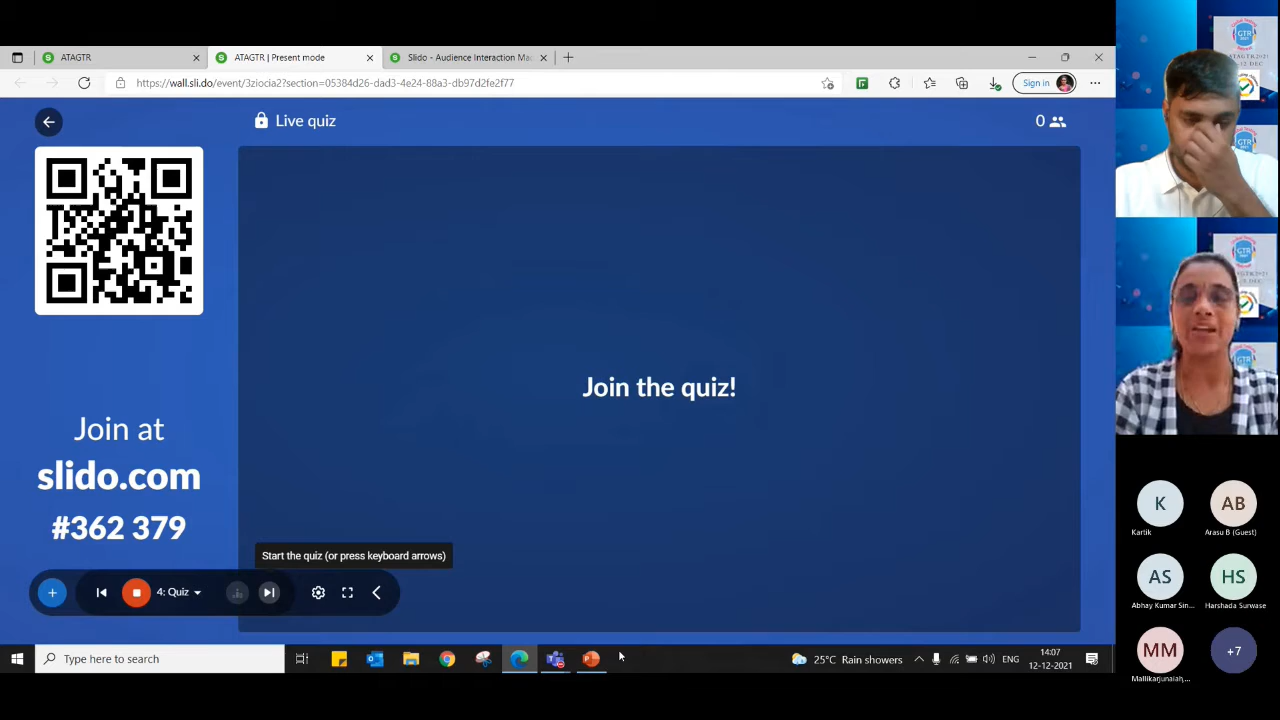 ATAGTR
ATAGTR | Present mode
Slido - Audience Interaction Ma
https://wall.sli.do/event/3ziocia2?section=05384d26-dad3-4e24-88a3-db97d2fe2f77
Sign in
Live quiz
0
Join the quiz!
Join at
slido.com
#362 379
Start the quiz (or press keyboard arrows)
4: Quiz
Type here to search
25°C Rain showers
ENG
14:07
12-12-2021
GTR
GTR
K
Kartik
AB
Arasu B (Guest)
AS
Abhay Kumar Sin...
HS
Harshada Surwase
MM
Mallikarjunaiah,...
+7